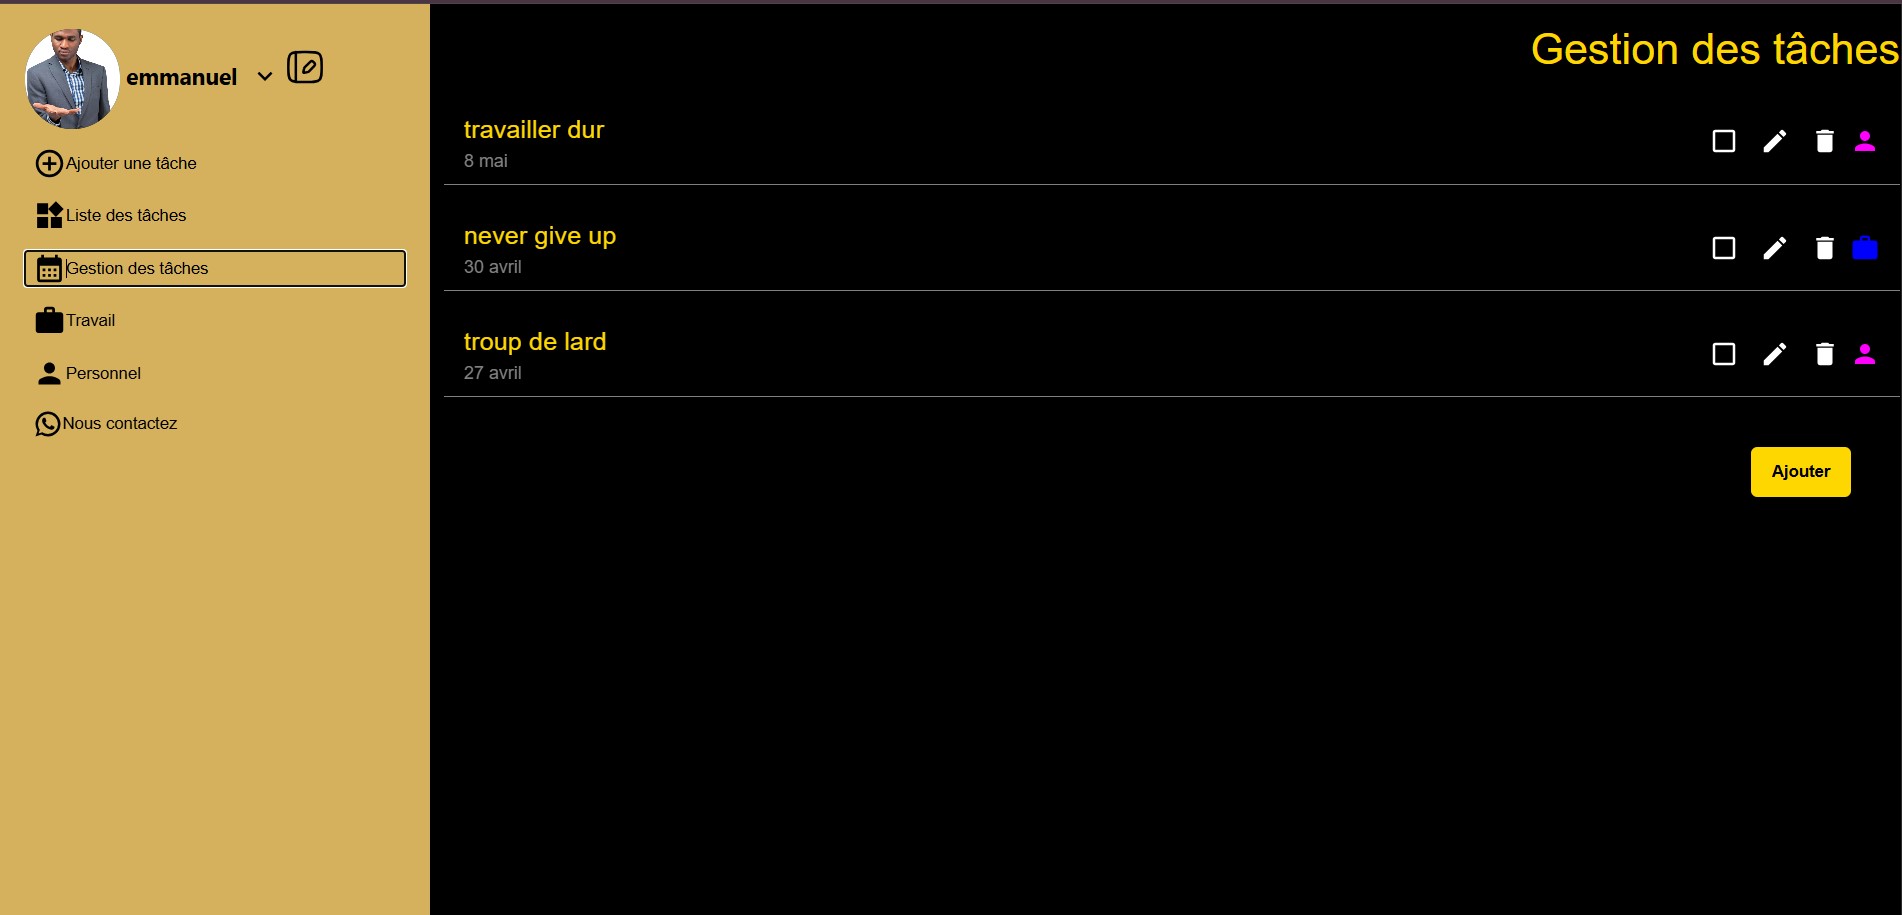 emmanuel
Ajouter une tâche
Liste des tâches
Gestion des tâches
Travail
Personnel
Nous contactez
Gestion des tâches
travailler dur
8 mai
never give up
30 avril
troup de lard
27 avril
Ajouter